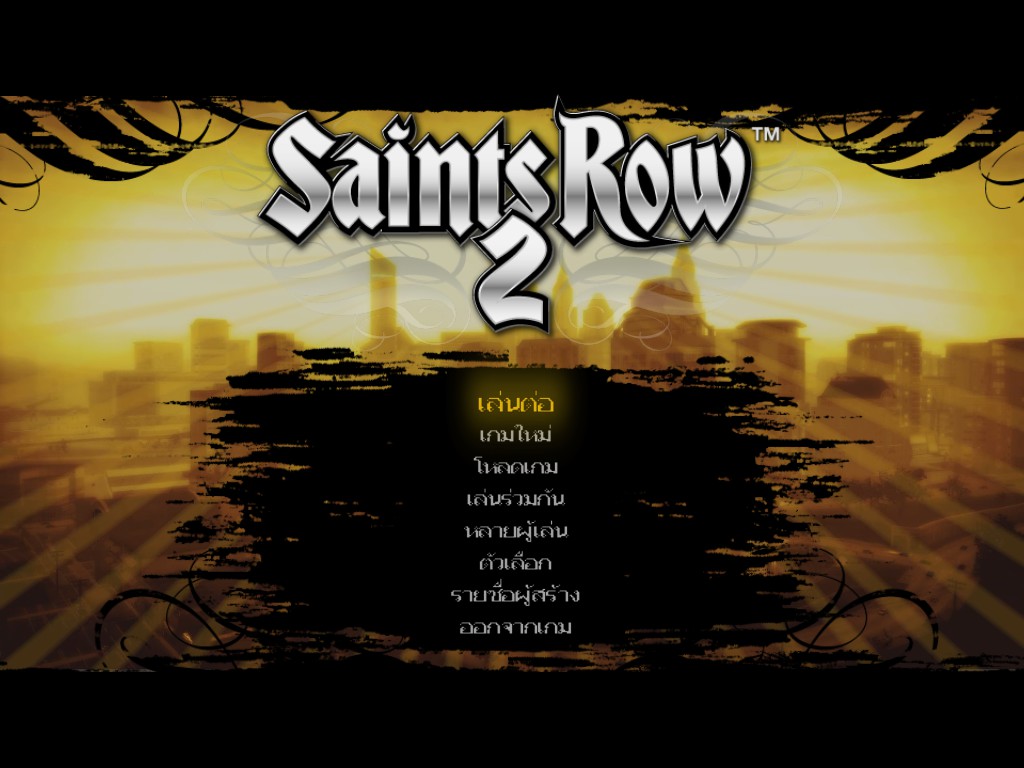 Saints Row™
2
เล่นต่อ
เกมใหม่
โหลดเกม
เล่นร่วมกัน
หลายผู้เล่น
ตัวเลือก
รายชื่อผู้สร้าง
ออกจากเกม